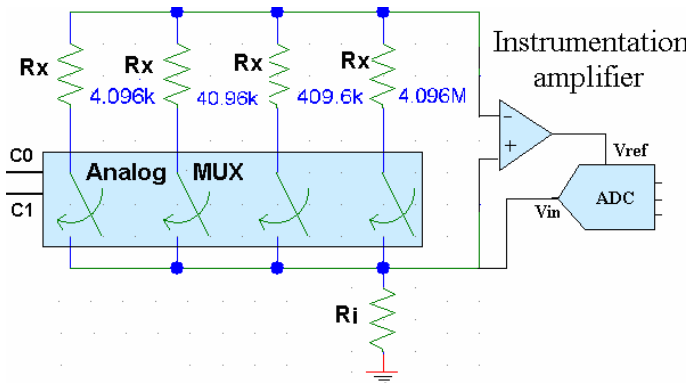 Instrumentation
amplifier
Rx Rx Rx Rx
4.096k 40.96k 409.6k 4.096M
C0
C1
Analog MUX
-
+
Vref
ADC
Vin
Ri